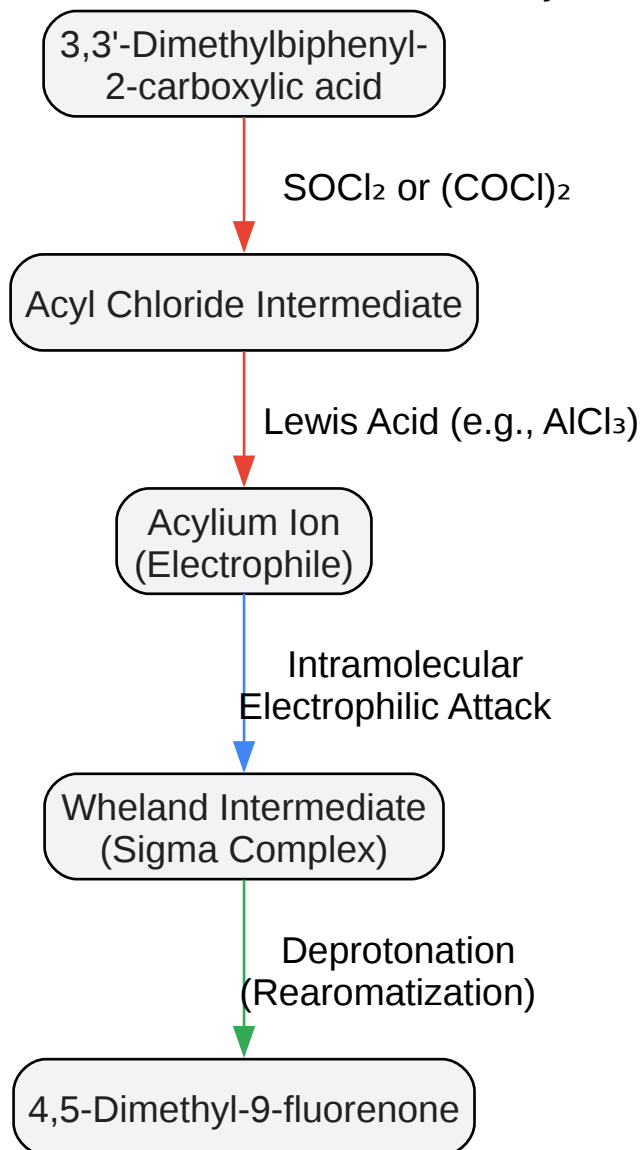 3,3'-Dimethylbiphenyl-
2-carboxylic acid
SOCl₂ or (COCl)₂
Acyl Chloride Intermediate
Lewis Acid (e.g., AlCl₃)
Acylium Ion
(Electrophile)
Intramolecular
Electrophilic Attack
Wheland Intermediate
(Sigma Complex)
Deprotonation
(Rearomatization)
4,5-Dimethyl-9-fluorenone